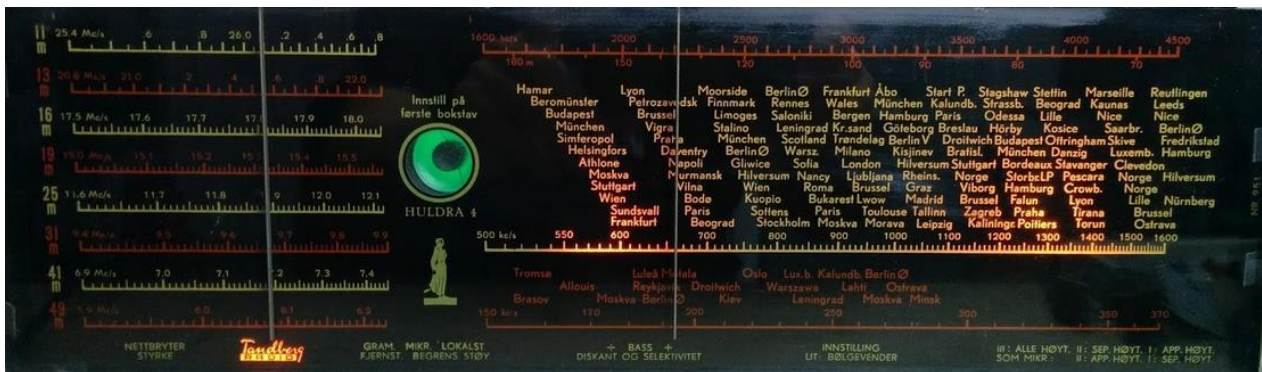 11 m 25.4 Mc/s .6 .8 26.0 .2 .4 .6 .8
13 m 20.6 Mc/s 21.0 .2 .4 .6 .8 22.0
16 m 17.5 Mc/s 17.6 17.7 17.8 17.9 18.0
19 m 15.0 Mc/s 15.1 15.2 15.3 15.4 15.5
25 m 11.6 Mc/s 11.7 11.8 11.9 12.0 12.1
31 m 9.4 Mc/s 9.5 9.6 9.7 9.8 9.9
41 m 6.9 Mc/s 7.0 7.1 7.2 7.3 7.4
49 m 5.9 Mc/s 6.0 6.1 6.2
Innstill på
første bokstav
HULDRA 4
1600 kc/s 2000 2500 3000 3500 4000 4500
180 m 150 120 100 90 80 70
Hamar Lyon Moorside Berlin Ø Frankfurt Åbo Start P. Stagshaw Stettin Marseille Reutlingen
Beromünster Petrozavodsk Finnmark Rennes Wales München Kalundb. Strassb. Beograd Kaunas Leeds
Budapest Brussel Limoges Saloniki Bergen Hamburg Paris Odessa Lille Nice Nice
München Vigra Stalino Leningrad Kr.sand Göteborg Breslau Hörby Kosice Saarbr. Berlin Ø
Simferopol Praha München Scotland Trøndelag Berlin V Droitwich Budapest Ottringham Skive Fredrikstad
Helsingfors Daventry Berlin Ø Warsz. Milano Kisjinev Bratisl. München Danzig Luxemb. Hamburg
Athlone Napoli Gliwice Sofia London Hilversum Stuttgart Bordeaux Stavanger Clevedon
Moskva Murmansk Hilversum Nancy Ljubljana Rheins. Norge Storbr.LP Pescara Norge Hilversum
Stuttgart Vilna Wien Roma Brussel Graz Viborg Hamburg Crowb. Norge
Wien Bodø Kuopio Bukarest Lwow Madrid Brussel Falun Lyon Lille Nürnberg
Sundsvall Paris Sottens Paris Toulouse Tallinn Zagreb Praha Tirana Brussel
Frankfurt Beograd Stockholm Moskva Morava Leipzig Kaliningr. Poitiers Torun Ostrava
500 kc/s 550 600 700 800 900 1000 1100 1200 1300 1400 1500 1600
Tromsø Luleå Motala Oslo Lux.b. Kalundb. Berlin Ø
Allouis Reykjavik Droitwich Warszawa Lahti Ostrava
Brasov Moskva Berlin Ø Kiev Leningrad Moskva Minsk
150 kc/s 170 200 250 300 350 370
Nº 951
NETTBRYTER
STYRKE
Tandberg
RADIO
GRAM. MIKR. LOKALST
FJERNST. BEGRENS. STØY
÷ BASS +
DISKANT OG SELEKTIVITET
INNSTILLING
UT: BØLGEVENDER
III: ALLE HØYT. II: SEP. HØYT. I: APP. HØYT.
SOM MIKR: II: APP. HØYT. I: SEP. HØYT.